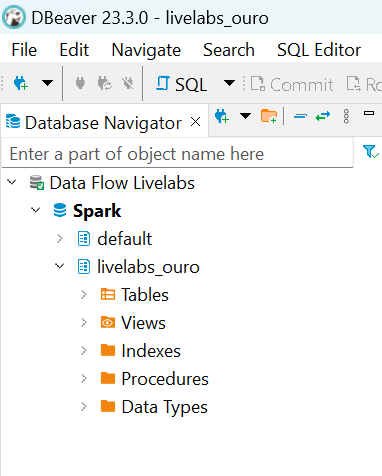 DBeaver 23.3.0 - livelabs_ouro
File Edit Navigate Search SQL Editor
SQL Commit Ro
Database Navigator
Enter a part of object name here
Data Flow Livelabs
Spark
default
livelabs_ouro
Tables
Views
Indexes
Procedures
Data Types